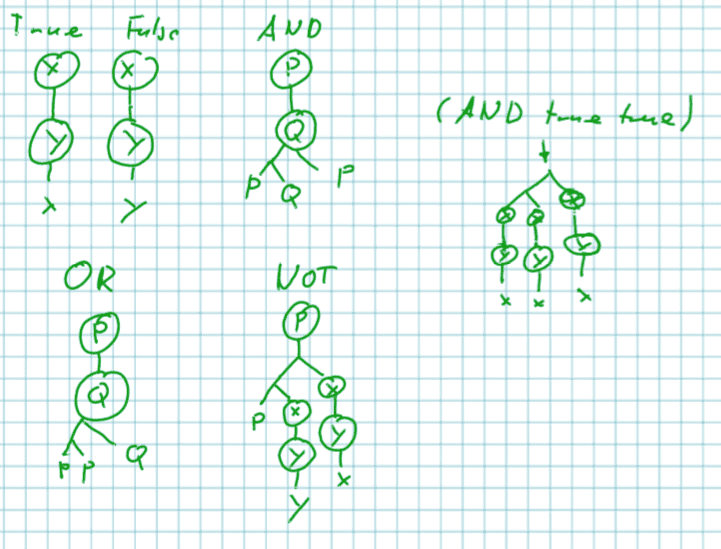 True False AND
X X P
Y Y Q
x y P Q P
(AND true true)
x x x
y y y
x x x
OR NOT
P P
Q P x x
P P Q y y
y x